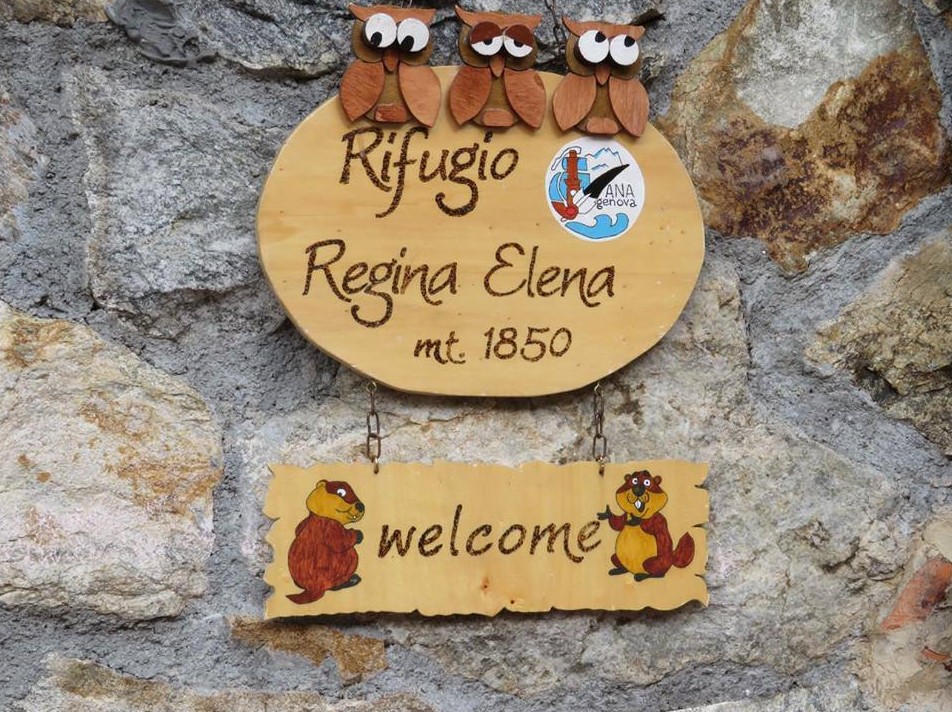 Rifugio
ANA
genova
Regina Elena
mt. 1850
welcome